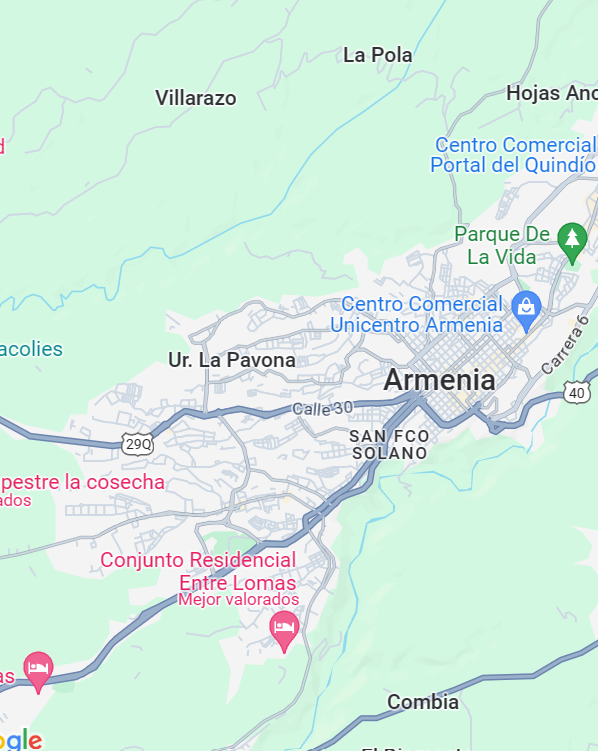 La Pola
Villarazo
Hojas Anc
d
Centro Comercial
Portal del Quindío
Parque De
La Vida
Centro Comercial
Unicentro Armenia
acolies
Ur. La Pavona
Carrera 6
Armenia
40
Calle 30
SAN FCO
SOLANO
29Q
pestre la cosecha
ados
Conjunto Residencial
Entre Lomas
Mejor valorados
as
Combia
ogle